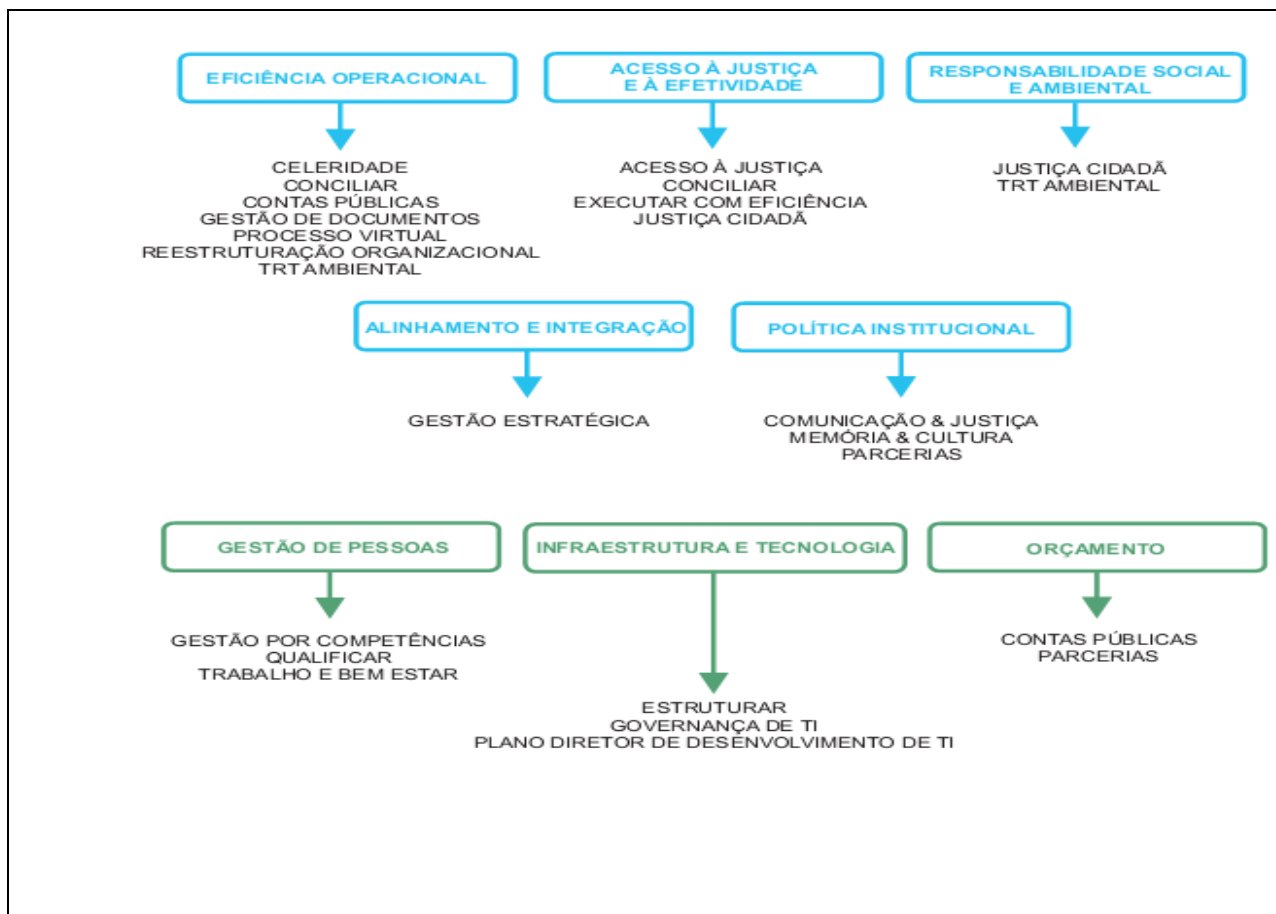 EFICIÊNCIA OPERACIONAL
CELERIDADE
CONCILIAR
CONTAS PÚBLICAS
GESTÃO DE DOCUMENTOS
PROCESSO VIRTUAL
REESTRUTURAÇÃO ORGANIZACIONAL
TRT AMBIENTAL
ACESSO À JUSTIÇA
E À EFETIVIDADE
ACESSO À JUSTIÇA
CONCILIAR
EXECUTAR COM EFICIÊNCIA
JUSTIÇA CIDADÃ
RESPONSABILIDADE SOCIAL
E AMBIENTAL
JUSTIÇA CIDADÃ
TRT AMBIENTAL
ALINHAMENTO E INTEGRAÇÃO
GESTÃO ESTRATÉGICA
POLÍTICA INSTITUCIONAL
COMUNICAÇÃO & JUSTIÇA
MEMÓRIA & CULTURA
PARCERIAS
GESTÃO DE PESSOAS
GESTÃO POR COMPETÊNCIAS
QUALIFICAR
TRABALHO E BEM ESTAR
INFRAESTRUTURA E TECNOLOGIA
ESTRUTURAR
GOVERNANÇA DE TI
PLANO DIRETOR DE DESENVOLVIMENTO DE TI
ORÇAMENTO
CONTAS PÚBLICAS
PARCERIAS